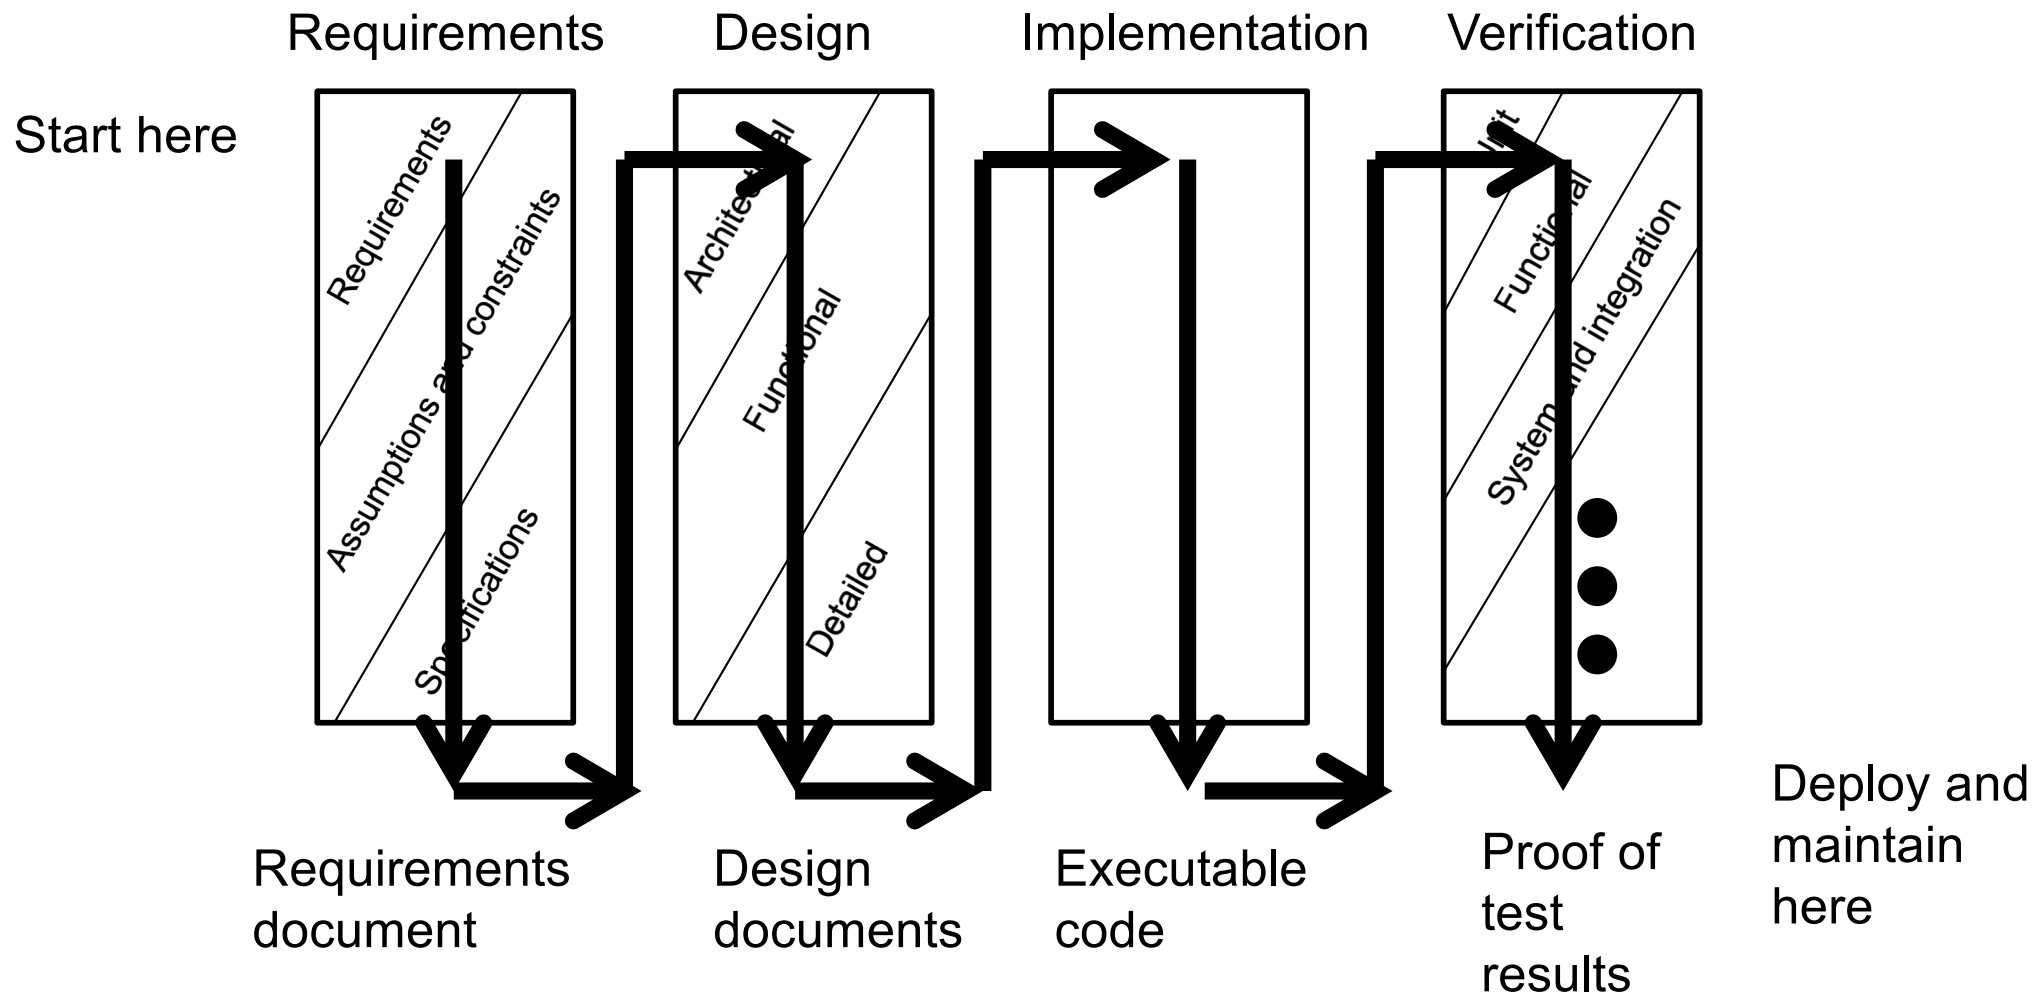 Requirements
Design
Implementation
Verification
Start here
Requirements
Assumptions and constraints
Specifications
Architectural
Functional
Detailed
Unit
Functional
System and integration
Requirements
document
Design
documents
Executable
code
Proof of
test
results
Deploy and
maintain
here